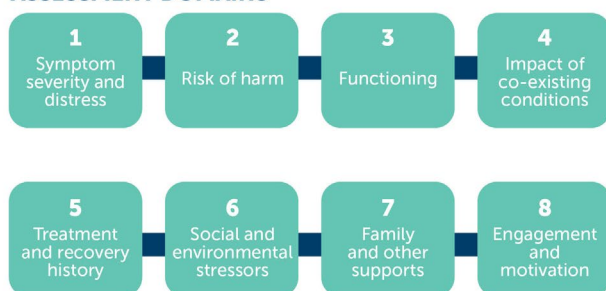 1
Symptom
severity and
distress
2
Risk of harm
3
Functioning
4
Impact of
co-existing
conditions
5
Treatment
and recovery
history
6
Social and
environmental
stressors
7
Family
and other
supports
8
Engagement
and
motivation